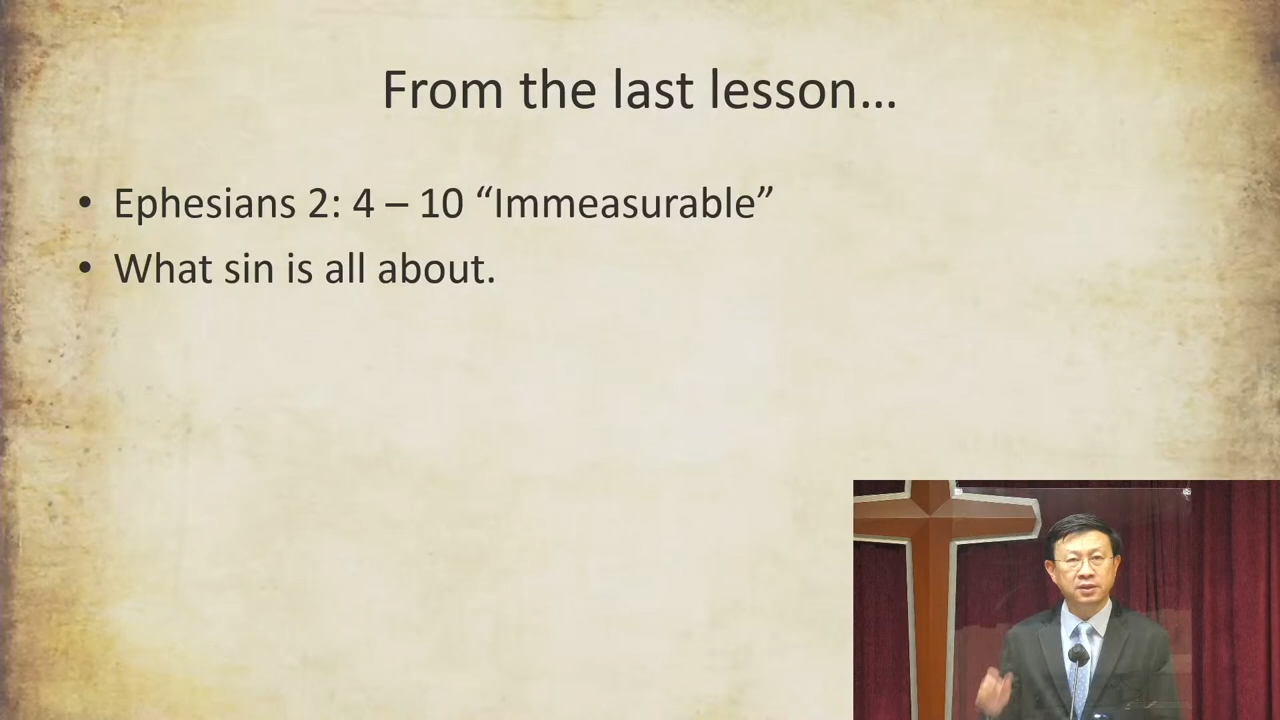 From the last lesson…
• Ephesians 2: 4 – 10 “Immeasurable”
• What sin is all about.